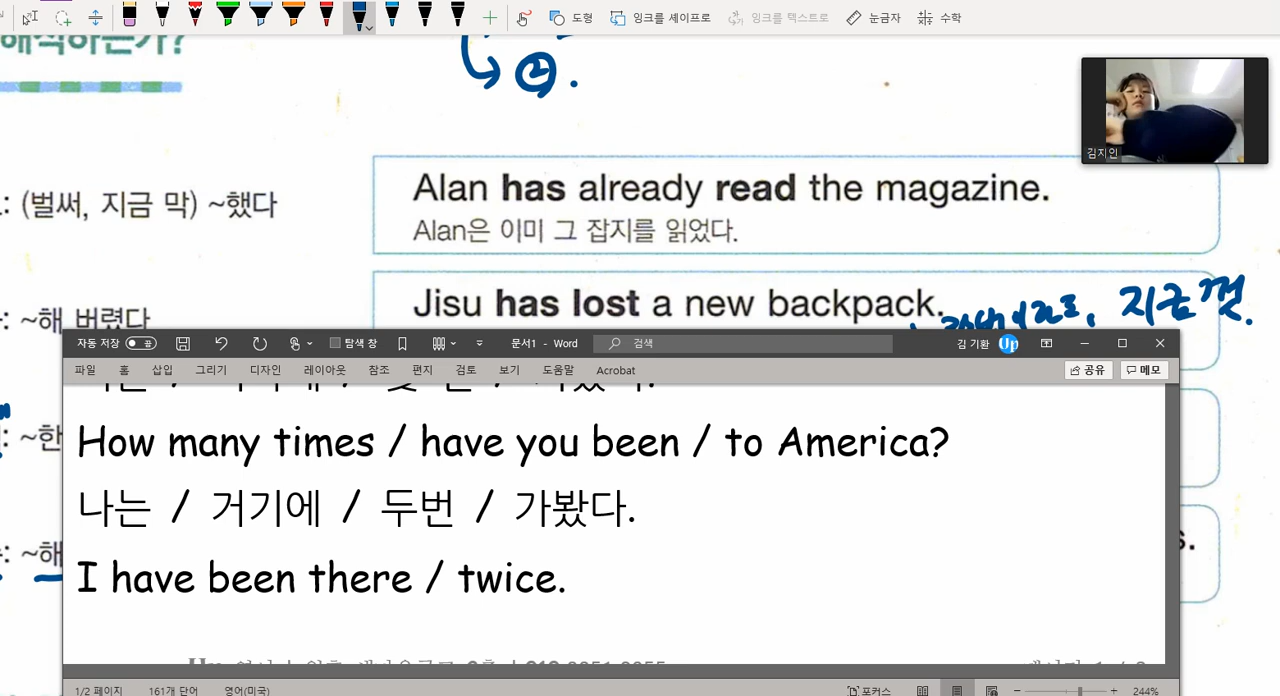 도형 잉크를 셰이프로 잉크를 텍스트로 눈금자 수학
해석하는가?
②.
김지인
: (벌써, 지금 막) ~했다
Alan has already read the magazine.
Alan은 이미 그 잡지를 읽었다.
: ~해 버렸다
Jisu has lost a new backpack.
지금껏.
자동 저장 끔 탐색 창 문서1 - Word 검색 김 기환 Up
파일 홈 삽입 그리기 디자인 레이아웃 참조 편지 검토 보기 도움말 Acrobat 공유 메모
: ~한
How many times / have you been / to America?
나는 / 거기에 / 두번 / 가봤다.
: ~해
s.
I have been there / twice.
1/2 페이지 161개 단어 영어(미국) 포커스 244%